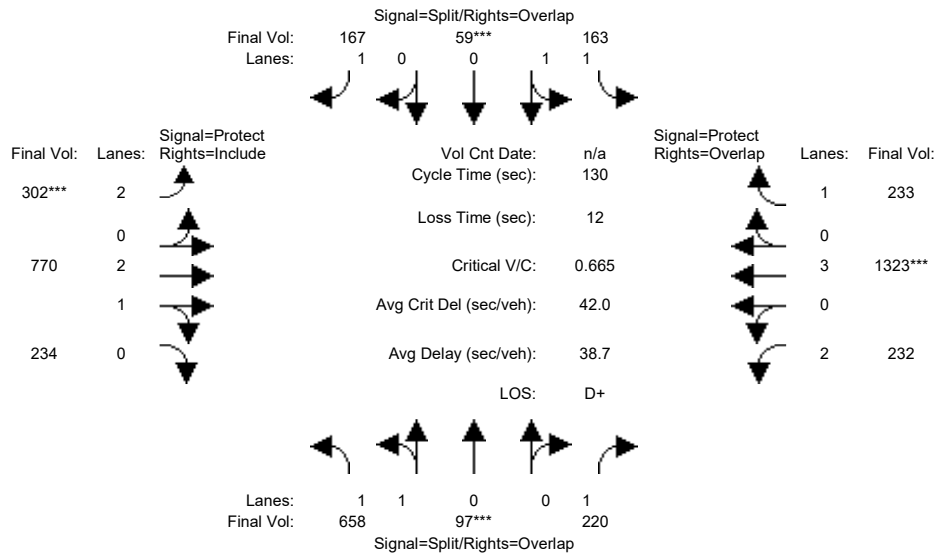 Signal=Split/Rights=Overlap
Final Vol: 167 59*** 163
Lanes: 1 0 0 1 1
Signal=Protect Signal=Protect
Final Vol: Lanes: Rights=Include Vol Cnt Date: n/a Rights=Overlap Lanes: Final Vol:
Cycle Time (sec): 130
302*** 2 1 233
Loss Time (sec): 12
0 0
770 2 Critical V/C: 0.665 3 1323***
1 Avg Crit Del (sec/veh): 42.0 0
234 0 Avg Delay (sec/veh): 38.7 2 232
LOS: D+
Lanes: 1 1 0 0 1
Final Vol: 658 97*** 220
Signal=Split/Rights=Overlap